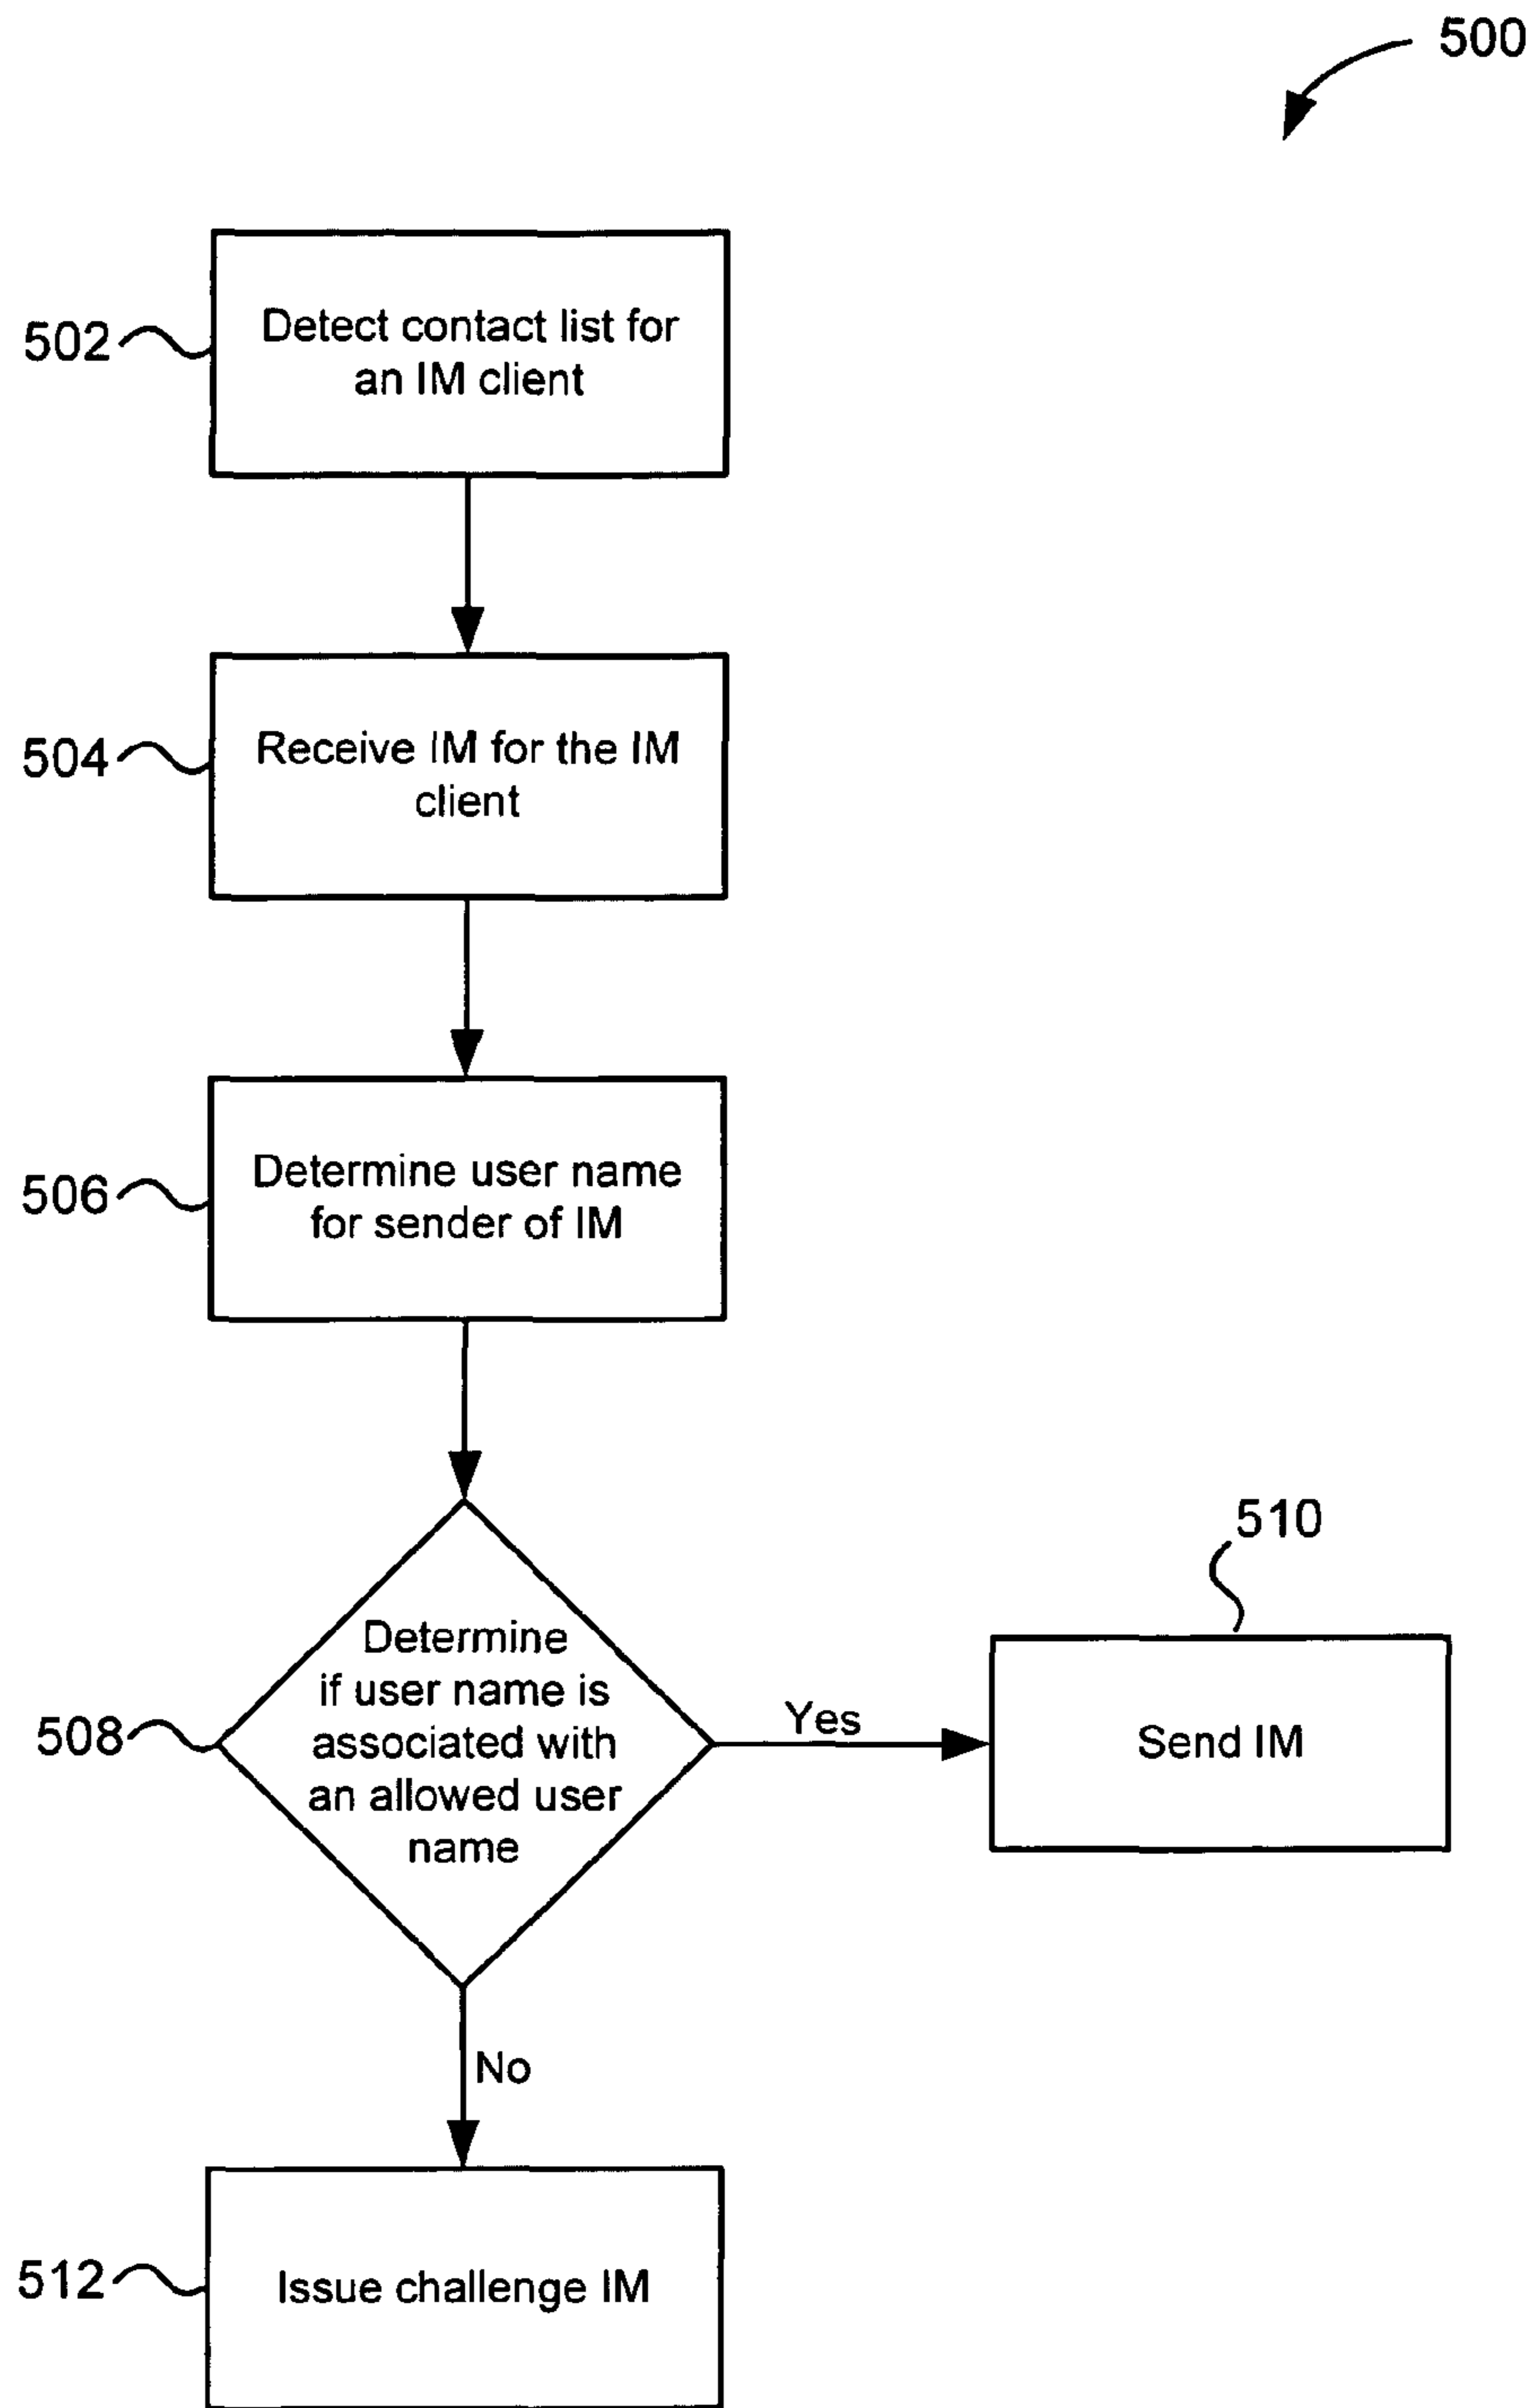 500
502
Detect contact list for
an IM client
504
Receive IM for the IM
client
506
Determine user name
for sender of IM
508
Determine
if user name is
associated with
an allowed user
name
Yes
510
Send IM
No
512
Issue challenge IM